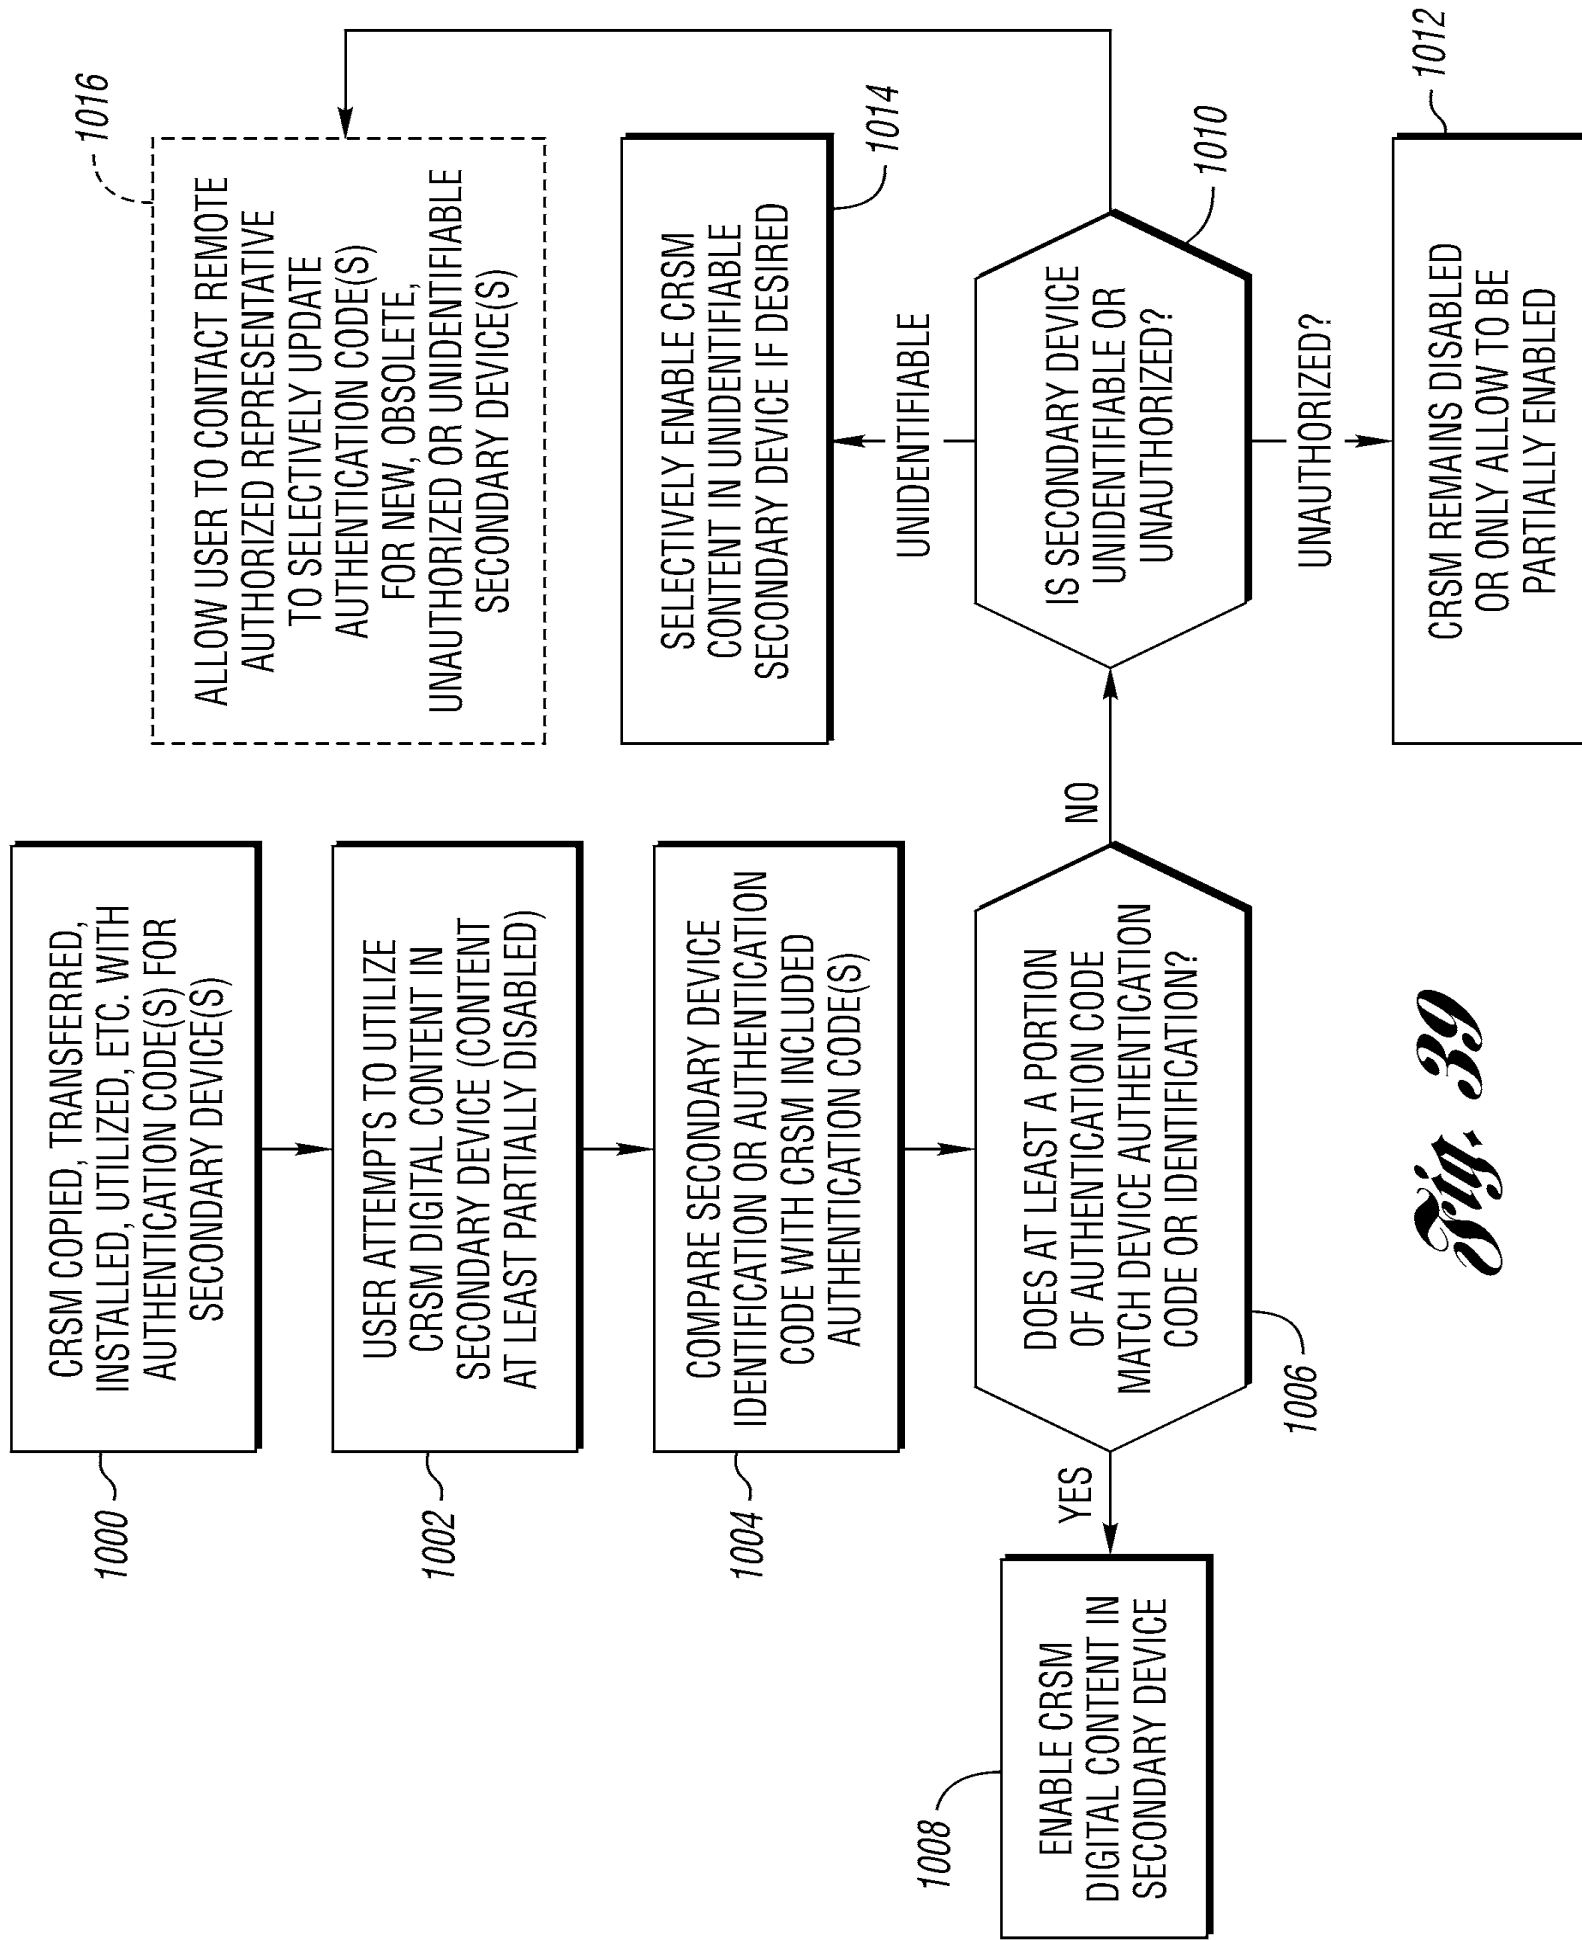 1000
CRSM COPIED, TRANSFERRED,
INSTALLED, UTILIZED, ETC. WITH
AUTHENTICATION CODE(S) FOR
SECONDARY DEVICE(S)
1002
USER ATTEMPTS TO UTILIZE
CRSM DIGITAL CONTENT IN
SECONDARY DEVICE (CONTENT
AT LEAST PARTIALLY DISABLED)
1004
COMPARE SECONDARY DEVICE
IDENTIFICATION OR AUTHENTICATION
CODE WITH CRSM INCLUDED
AUTHENTICATION CODE(S)
DOES AT LEAST A PORTION
OF AUTHENTICATION CODE
MATCH DEVICE AUTHENTICATION
CODE OR IDENTIFICATION?
1006
YES
1008
ENABLE CRSM
DIGITAL CONTENT IN
SECONDARY DEVICE
NO
IS SECONDARY DEVICE
UNIDENTIFIABLE OR
UNAUTHORIZED?
1010
UNIDENTIFIABLE
SELECTIVELY ENABLE CRSM
CONTENT IN UNIDENTIFIABLE
SECONDARY DEVICE IF DESIRED
1014
UNAUTHORIZED?
CRSM REMAINS DISABLED
OR ONLY ALLOW TO BE
PARTIALLY ENABLED
1012
1016
ALLOW USER TO CONTACT REMOTE
AUTHORIZED REPRESENTATIVE
TO SELECTIVELY UPDATE
AUTHENTICATION CODE(S)
FOR NEW, OBSOLETE,
UNAUTHORIZED OR UNIDENTIFIABLE
SECONDARY DEVICE(S)
Fig. 39